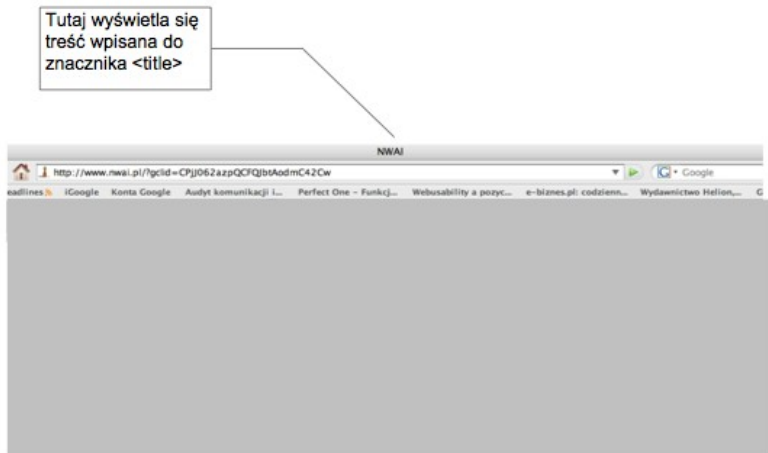 Tutaj wyświetla się
treść wpisana do
znacznika <title>
NWAI
http://www.nwai.pl/?gclid=CPjJ062azpQCFQJbtAodmC42Cw
Google
eadlines iGoogle Konta Google Audyt komunikacji i... Perfect One – Funkcj... Webusability a pozyc... e-biznes.pl: codzienn... Wydawnictwo Helion,... G